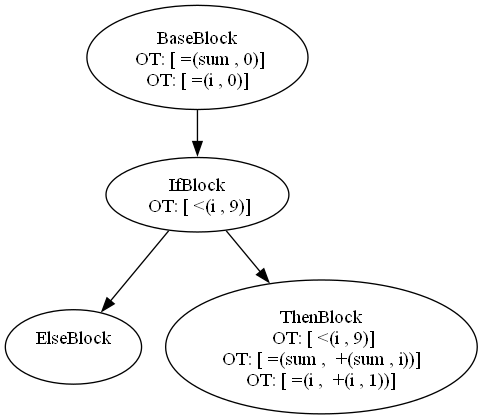 BaseBlock
OT: [ =(sum , 0)]
OT: [ =(i , 0)]
IfBlock
OT: [ <(i , 9)]
ElseBlock
ThenBlock
OT: [ <(i , 9)]
OT: [ =(sum ,  +(sum , i))]
OT: [ =(i ,  +(i , 1))]